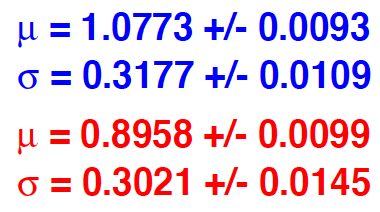 μ = 1.0773 +/- 0.0093
σ = 0.3177 +/- 0.0109
μ = 0.8958 +/- 0.0099
σ = 0.3021 +/- 0.0145